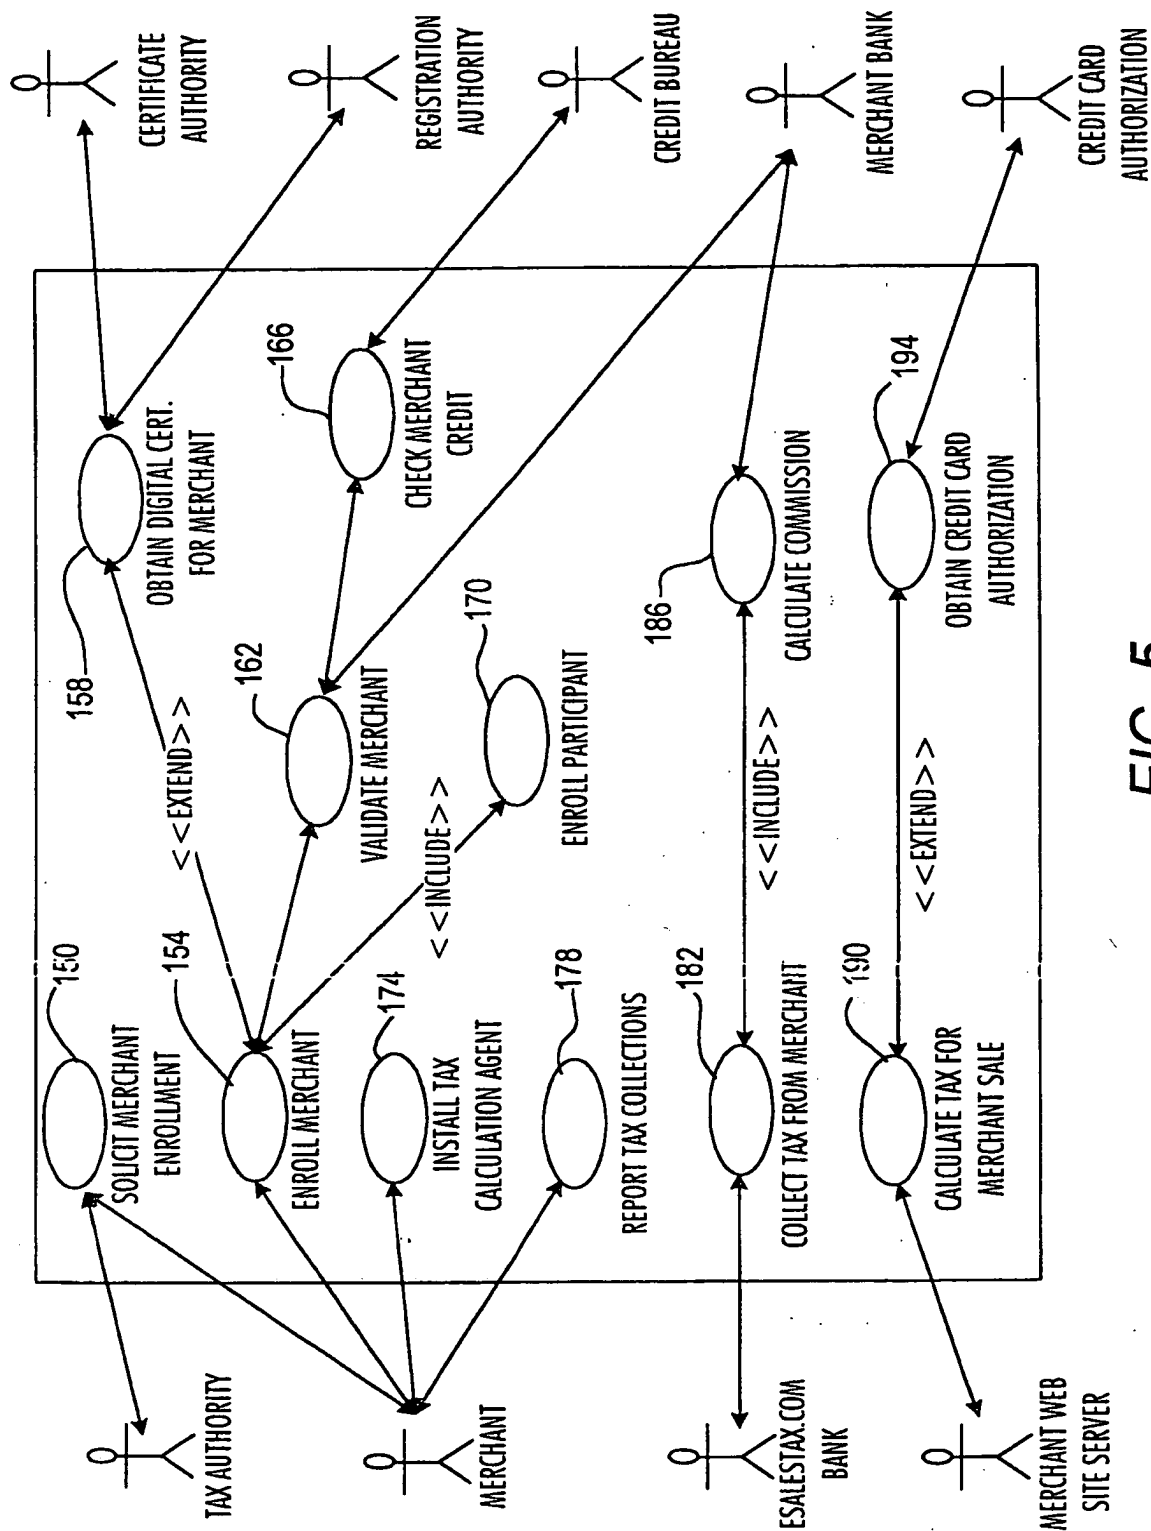 CERTIFICATE
AUTHORITY
REGISTRATION
AUTHORITY
CREDIT BUREAU
MERCHANT BANK
CREDIT CARD
AUTHORIZATION
158
OBTAIN DIGITAL CERT.
FOR MERCHANT
166
CHECK MERCHANT
CREDIT
<<EXTEND>>
162
VALIDATE MERCHANT
170
ENROLL PARTICIPANT
<<INCLUDE>>
186
CALCULATE COMMISSION
<<INCLUDE>>
194
OBTAIN CREDIT CARD
AUTHORIZATION
<<EXTEND>>
150
SOLICIT MERCHANT
ENROLLMENT
154
ENROLL MERCHANT
174
INSTALL TAX
CALCULATION AGENT
178
REPORT TAX COLLECTIONS
182
COLLECT TAX FROM MERCHANT
190
CALCULATE TAX FOR
MERCHANT SALE
TAX AUTHORITY
MERCHANT
ESALESTAX.COM
BANK
MERCHANT WEB
SITE SERVER
FIG. 5